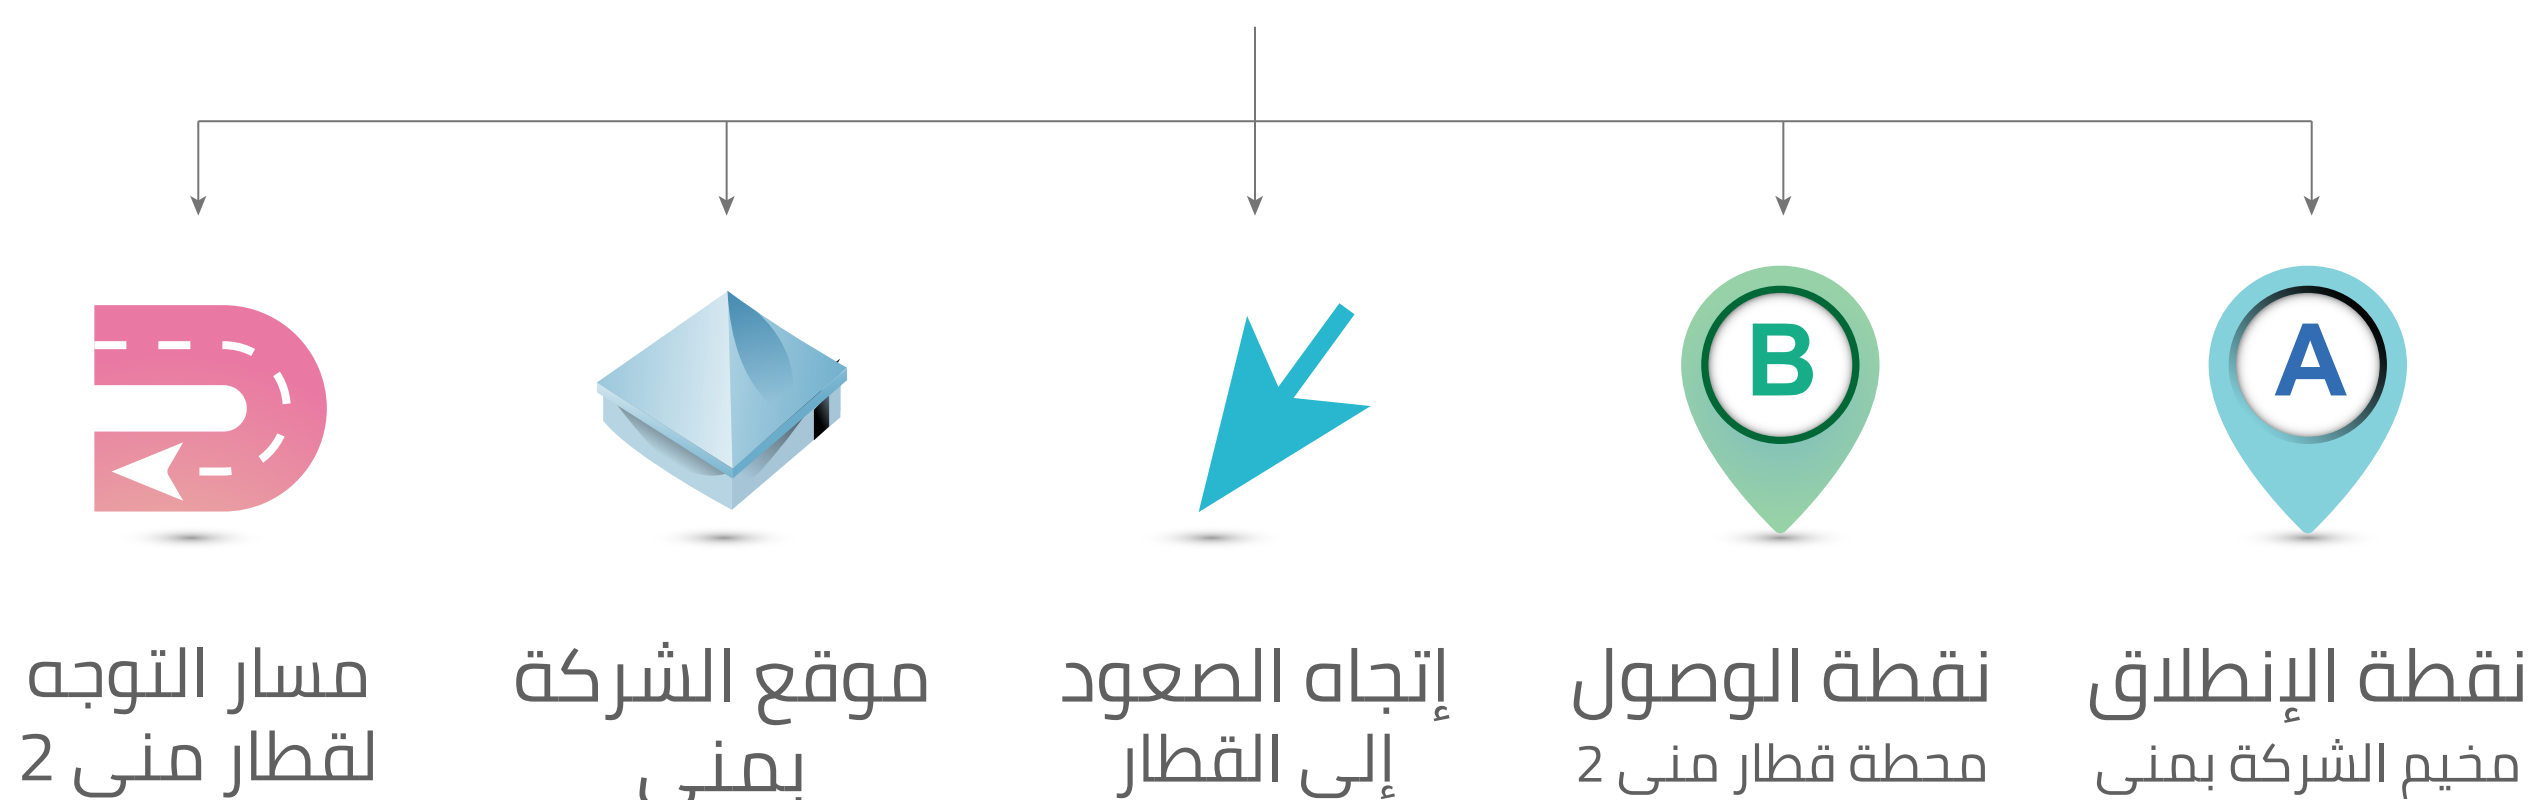 A
نقطة الإنطلاق
مخيم الشركة بمنى
B
نقطة الوصول
محطة قطار منى 2
إتجاه الصعود
إلى القطار
موقع الشركة
بمنى
مسار التوجه
لقطار منى 2